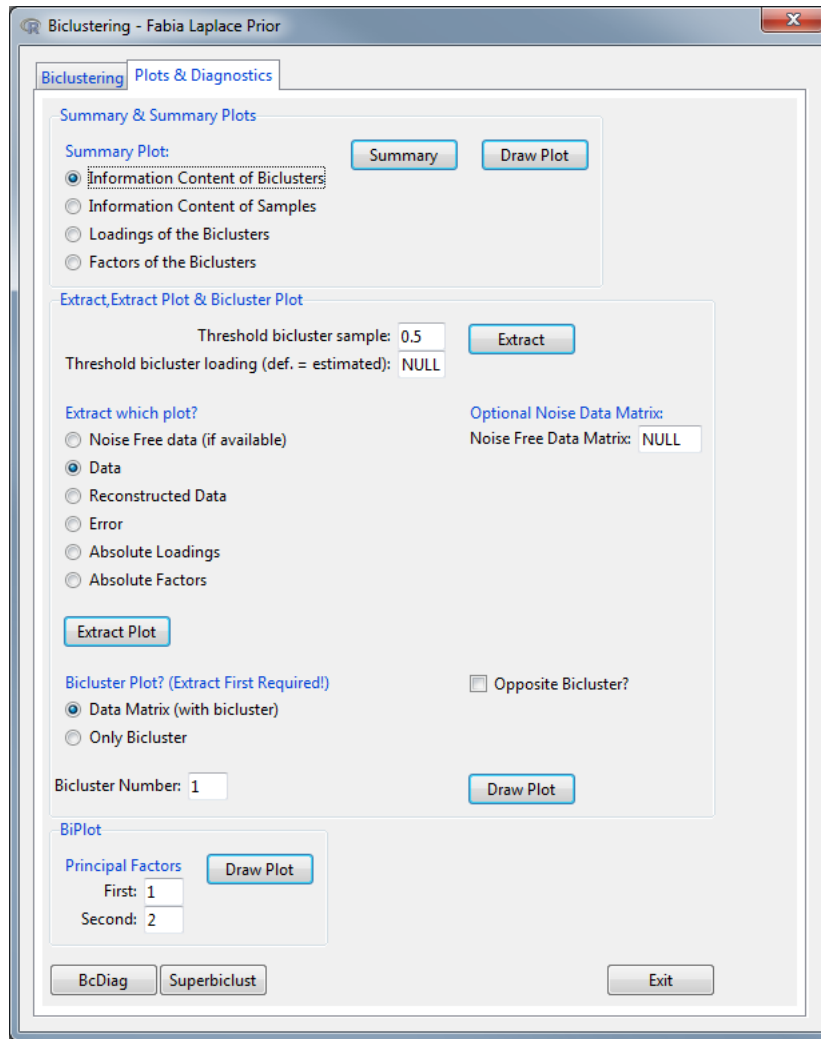 Biclustering - Fabia Laplace Prior
Biclustering Plots & Diagnostics
Summary & Summary Plots
Summary Plot: Summary Draw Plot
Information Content of Biclusters
Information Content of Samples
Loadings of the Biclusters
Factors of the Biclusters
Extract,Extract Plot & Bicluster Plot
Threshold bicluster sample: 0.5 Extract
Threshold bicluster loading (def. = estimated): NULL
Extract which plot? Optional Noise Data Matrix:
Noise Free data (if available) Noise Free Data Matrix: NULL
Data
Reconstructed Data
Error
Absolute Loadings
Absolute Factors
Extract Plot
Bicluster Plot? (Extract First Required!) Opposite Bicluster?
Data Matrix (with bicluster)
Only Bicluster
Bicluster Number: 1 Draw Plot
BiPlot
Principal Factors Draw Plot
First: 1
Second: 2
BcDiag Superbiclust Exit